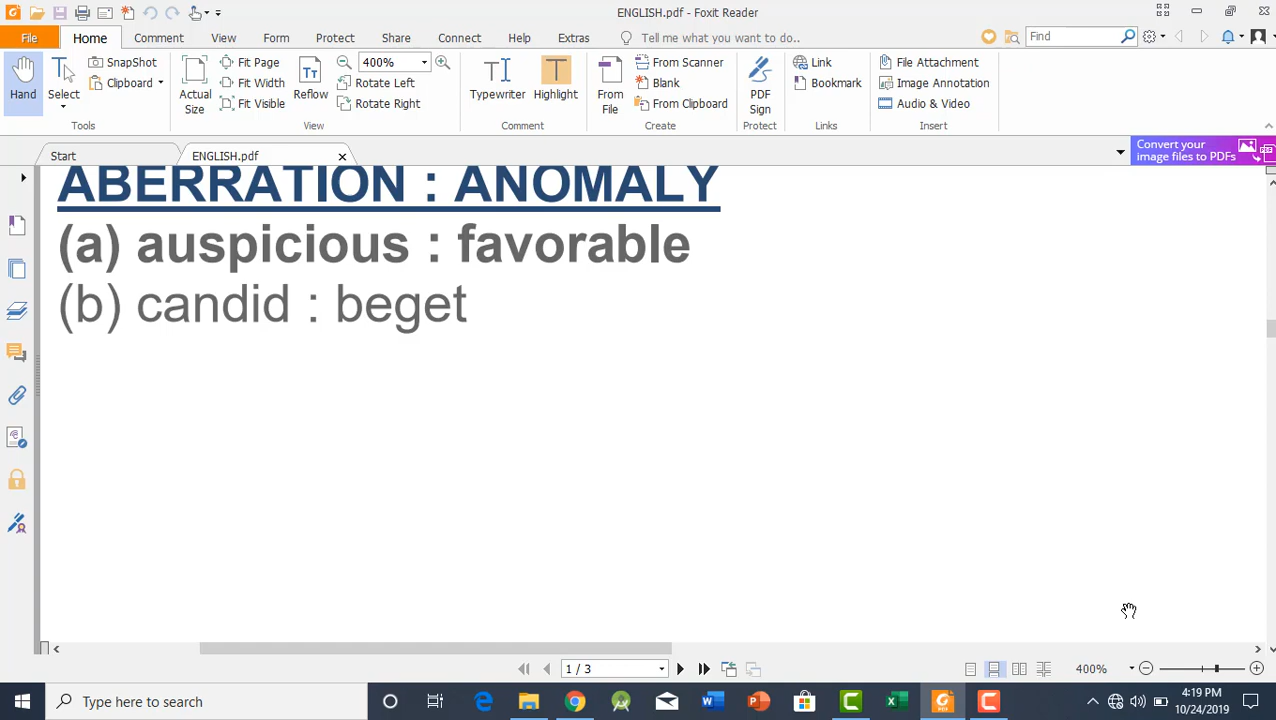 ENGLISH.pdf - Foxit Reader
File Home Comment View Form Protect Share Connect Help Extras Tell me what you want to do.. Find
Hand
Select
SnapShot
Clipboard
Tools
Actual
Size
Fit Page
Fit Width
Fit Visible
Reflow
400%
Rotate Left
Rotate Right
View
Typewriter
Highlight
Comment
From
File
From Scanner
Blank
From Clipboard
Create
PDF
Sign
Protect
Link
Bookmark
Links
File Attachment
Image Annotation
Audio & Video
Insert
Start ENGLISH.pdf
Convert your
image files to PDFs
ABERRATION : ANOMALY
(a) auspicious : favorable
(b) candid : beget
1 / 3 400%
Type here to search
4:19 PM
10/24/2019